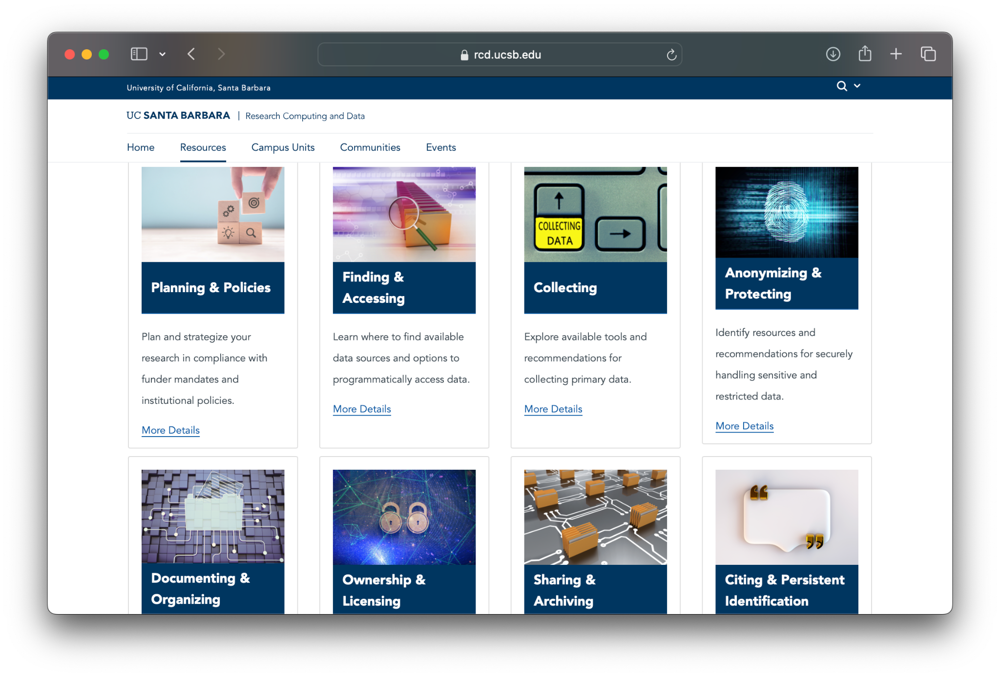 rcd.ucsb.edu
University of California, Santa Barbara
UC SANTA BARBARA | Research Computing and Data
Home Resources Campus Units Communities Events
Planning & Policies
Plan and strategize your
research in compliance with
funder mandates and
institutional policies.
More Details
Finding &
Accessing
Learn where to find available
data sources and options to
programmatically access data.
More Details
COLLECTING
DATA
Collecting
Explore available tools and
recommendations for
collecting primary data.
More Details
Anonymizing &
Protecting
Identify resources and
recommendations for securely
handling sensitive and
restricted data.
More Details
Documenting &
Organizing
Ownership &
Licensing
Sharing &
Archiving
Citing & Persistent
Identification